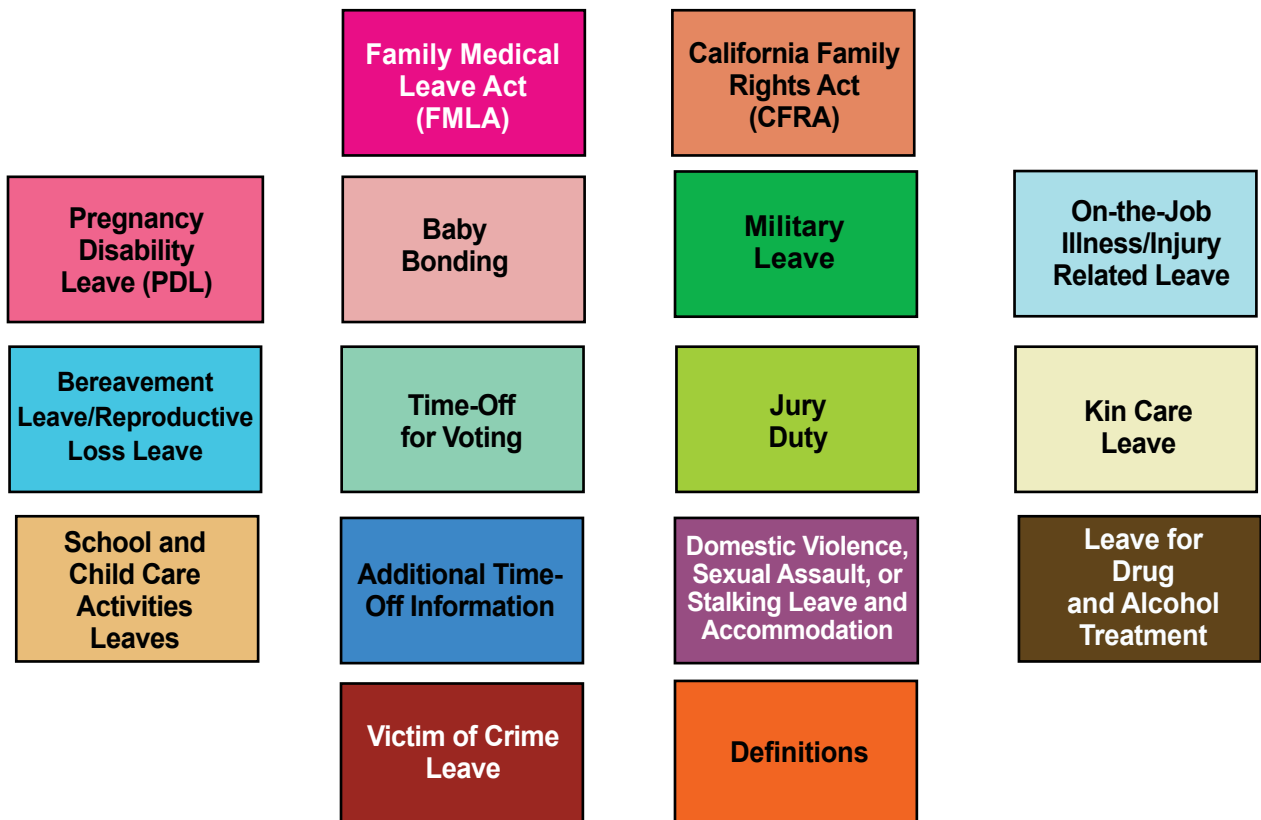 Family Medical
Leave Act
(FMLA)
California Family
Rights Act
(CFRA)
Pregnancy
Disability
Leave (PDL)
Baby
Bonding
Military
Leave
On-the-Job
Illness/Injury
Related Leave
Bereavement
Leave/Reproductive
Loss Leave
Time-Off
for Voting
Jury
Duty
Kin Care
Leave
School and
Child Care
Activities
Leaves
Additional Time-
Off Information
Domestic Violence,
Sexual Assault, or
Stalking Leave and
Accommodation
Leave for
Drug
and Alcohol
Treatment
Victim of Crime
Leave
Definitions